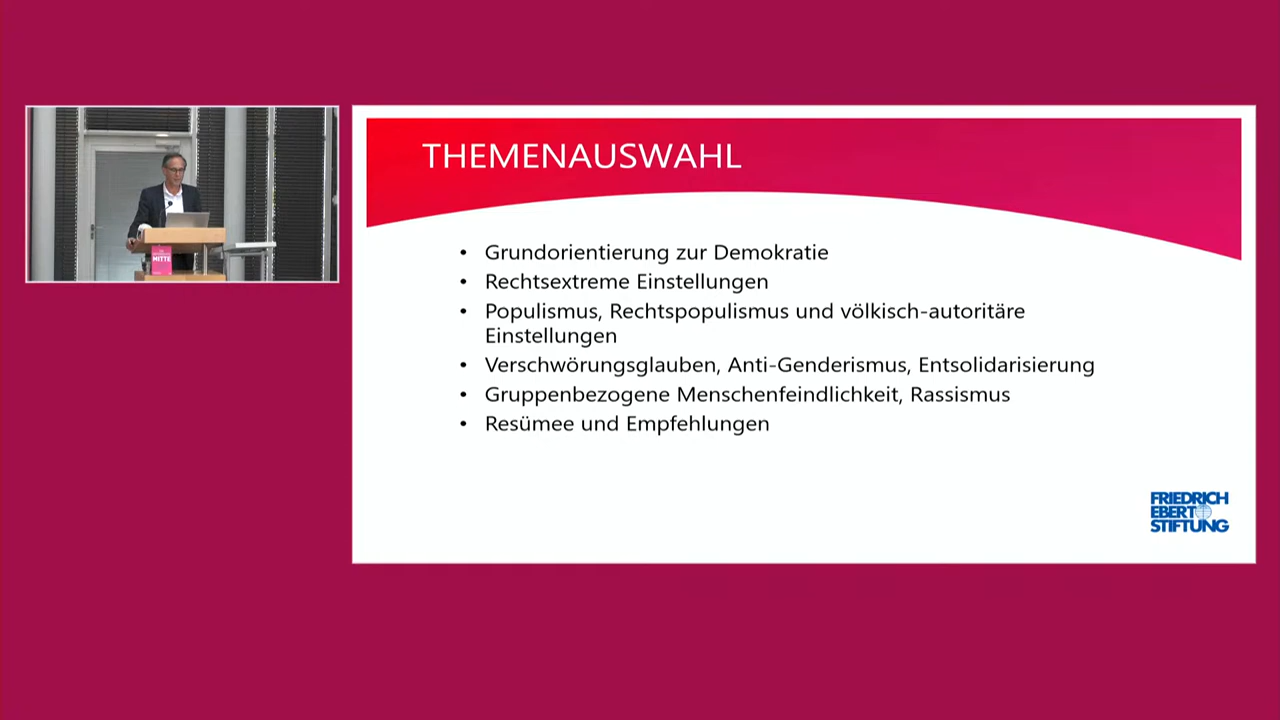 THEMENAUSWAHL
• Grundorientierung zur Demokratie
• Rechtsextreme Einstellungen
• Populismus, Rechtspopulismus und völkisch-autoritäre
Einstellungen
• Verschwörungsglauben, Anti-Genderismus, Entsolidarisierung
• Gruppenbezogene Menschenfeindlichkeit, Rassismus
• Resümee und Empfehlungen
MITTE
FRIEDRICH
EBERT
STIFTUNG